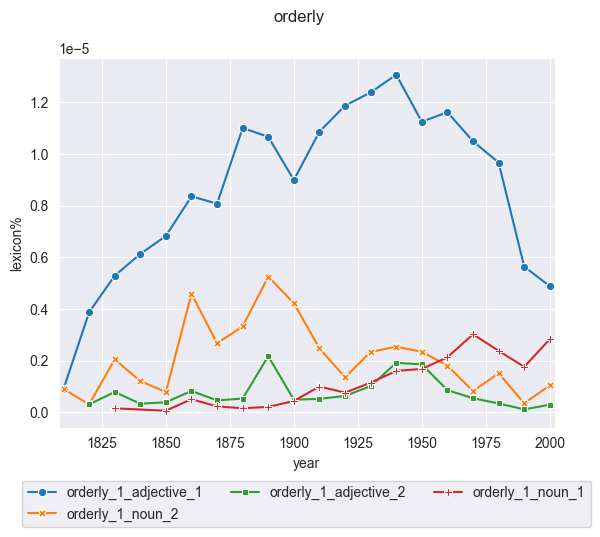 orderly
1e−5
1.2
1.0
0.8
0.6
0.4
0.2
0.0
lexicon%
1825 1850 1875 1900 1925 1950 1975 2000
year
orderly_1_adjective_1 orderly_1_adjective_2 orderly_1_noun_1
orderly_1_noun_2